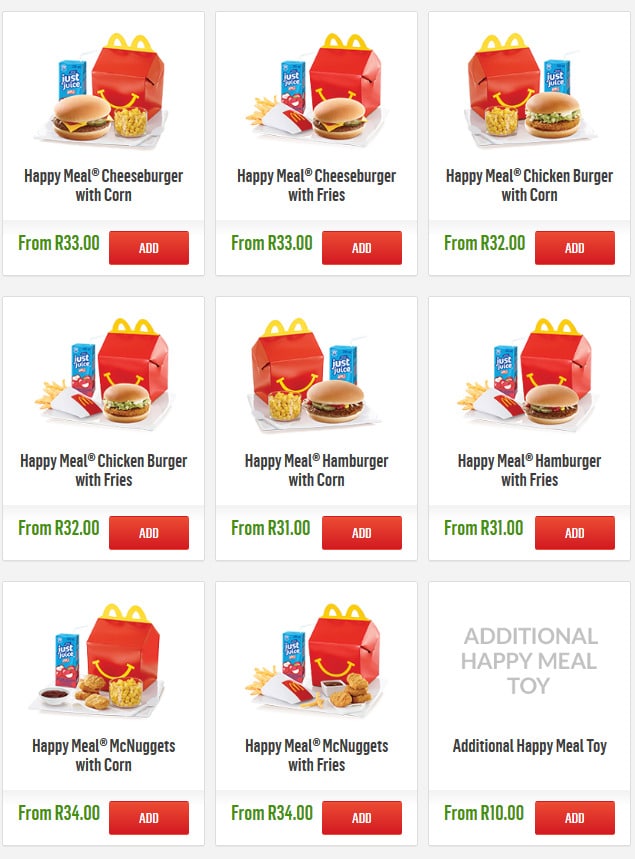 just
juice
Happy Meal® Cheeseburger
with Corn
From R33.00
ADD
just
juice
Happy Meal® Cheeseburger
with Fries
From R33.00
ADD
just
juice
Happy Meal® Chicken Burger
with Corn
From R32.00
ADD
just
juice
Happy Meal® Chicken Burger
with Fries
From R32.00
ADD
just
juice
Happy Meal® Hamburger
with Corn
From R31.00
ADD
just
juice
Happy Meal® Hamburger
with Fries
From R31.00
ADD
just
juice
Happy Meal® McNuggets
with Corn
From R34.00
ADD
just
juice
Happy Meal® McNuggets
with Fries
From R34.00
ADD
ADDITIONAL
HAPPY MEAL
TOY
Additional Happy Meal Toy
From R10.00
ADD